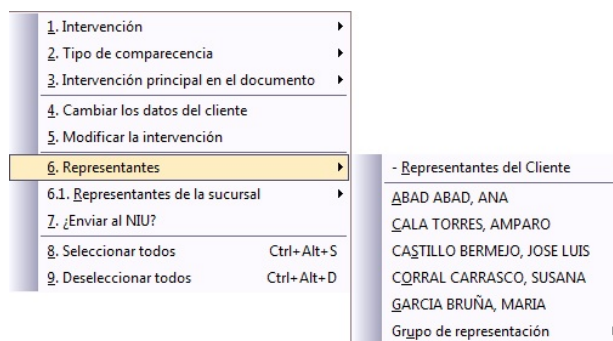 1. Intervención
2. Tipo de comparecencia
3. Intervención principal en el documento
4. Cambiar los datos del cliente
5. Modificar la intervención
6. Representantes
6.1. Representantes de la sucursal
7. ¿Enviar al NIU?
8. Seleccionar todos Ctrl+Alt+S
9. Deseleccionar todos Ctrl+Alt+D
- Representantes del Cliente
ABAD ABAD, ANA
CALA TORRES, AMPARO
CASTILLO BERMEJO, JOSE LUIS
CORRAL CARRASCO, SUSANA
GARCIA BRUÑA, MARIA
Grupo de representación